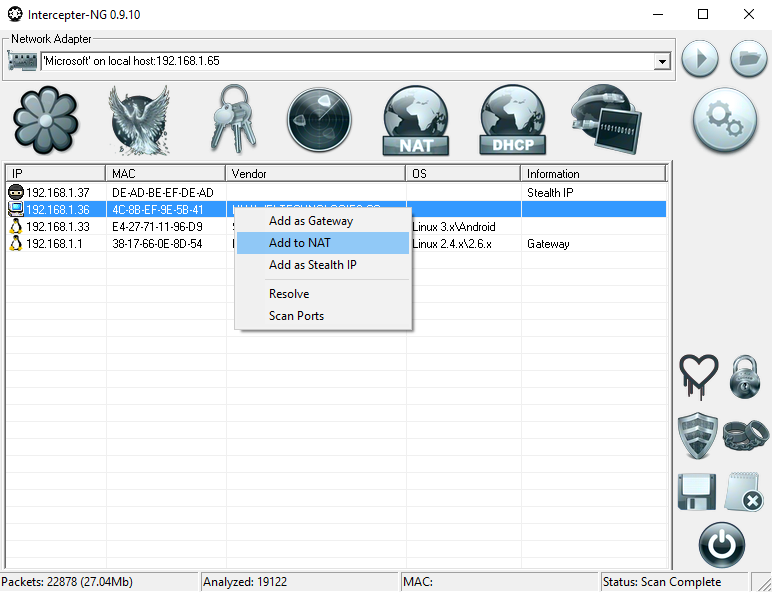 Intercepter-NG 0.9.10
Network Adapter
'Microsoft' on local host:192.168.1.65
NAT
DHCP
1101100101
IP MAC Vendor OS Information
192.168.1.37 DE-AD-BE-EF-DE-AD Stealth IP
192.168.1.36 4C-8B-EF-9E-5B-41
192.168.1.33 E4-27-71-11-96-D9 Linux 3.x\Android
192.168.1.1 38-17-66-0E-8D-54 Linux 2.4.x\2.6.x Gateway
Add as Gateway
Add to NAT
Add as Stealth IP
Resolve
Scan Ports
Packets: 22878 (27.04Mb) Analyzed: 19122 MAC: Status: Scan Complete